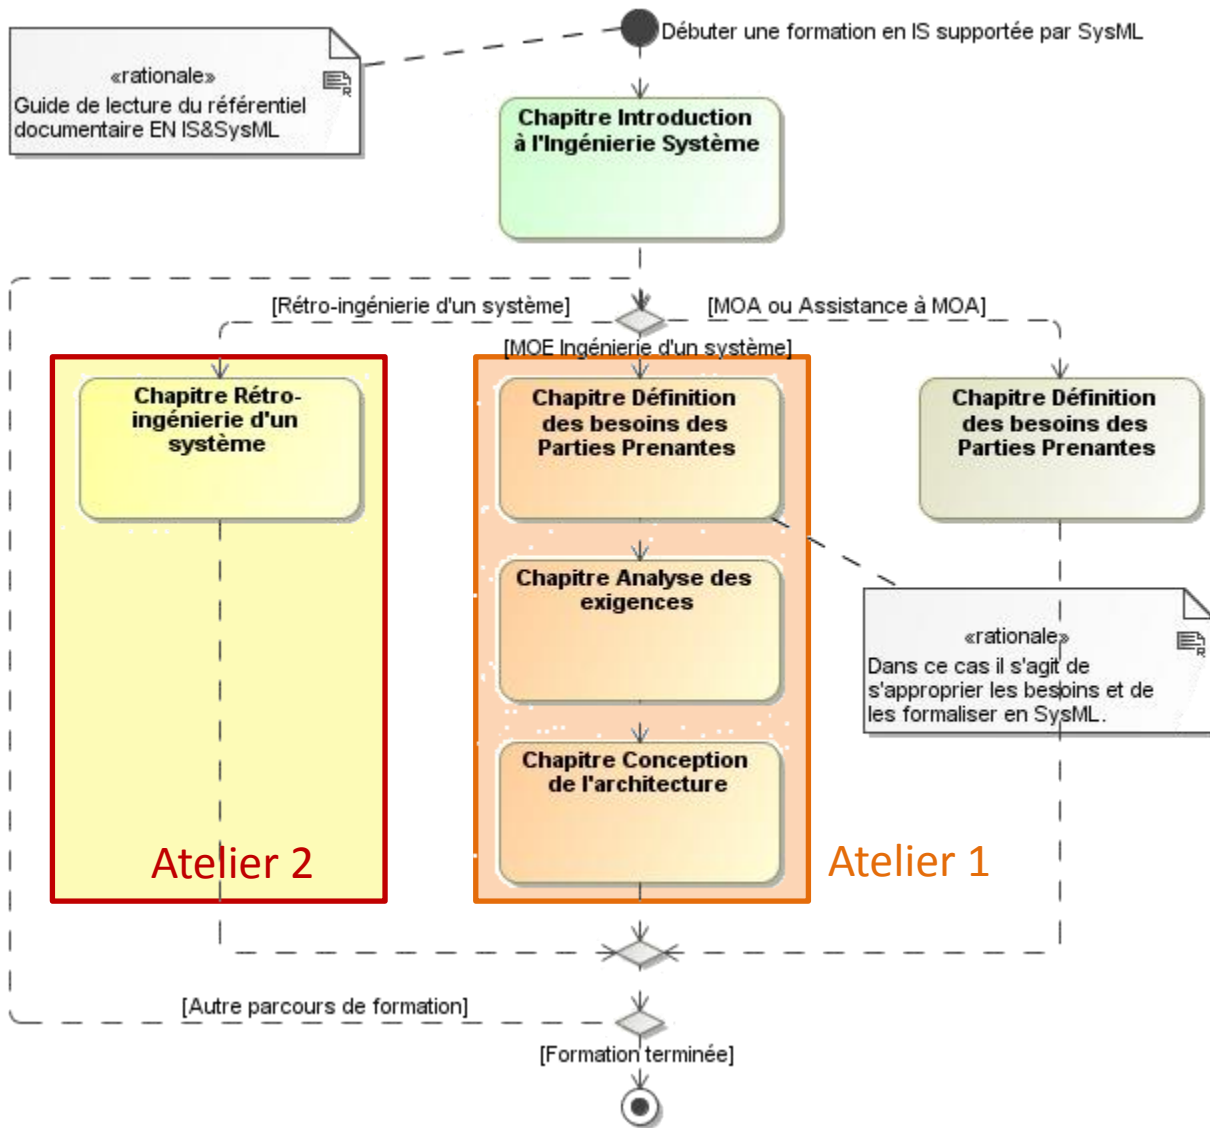 Débuter une formation en IS supportée par SysML
«rationale»
Guide de lecture du référentiel
documentaire EN IS&SysML
Chapitre Introduction
à l'Ingénierie Système
[Rétro-ingénierie d'un système]
[MOA ou Assistance à MOA]
[MOE Ingénierie d'un système]
Chapitre Rétro-
ingénierie d'un
système
Chapitre Définition
des besoins des
Parties Prenantes
Chapitre Définition
des besoins des
Parties Prenantes
Chapitre Analyse des
exigences
«rationale»
Dans ce cas il s'agit de
s'approprier les besoins et de
les formaliser en SysML.
Chapitre Conception
de l'architecture
Atelier 2
Atelier 1
[Autre parcours de formation]
[Formation terminée]